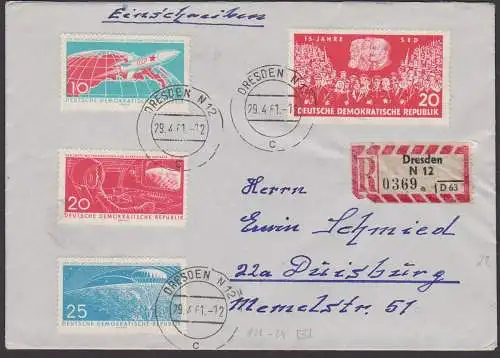 Einschreiben
10
DEUTSCHE DEMOKRATISCHE REPUBLIK
15 JAHRE SED
20
DEUTSCHE DEMOKRATISCHE REPUBLIK
DRESDEN N 12
29.4.61.-12
c
DRESDEN N
29.4.61.-12
c
20
DEUTSCHE DEMOKRATISCHE REPUBLIK
R
Dresden
N 12
0369 a
D 63
Herrn
Erwin Schmied
22a Duisburg
Memelstr. 51
25
DEUTSCHE DEMOKRATISCHE
DRESDEN N 12
29.4.61.-12
c